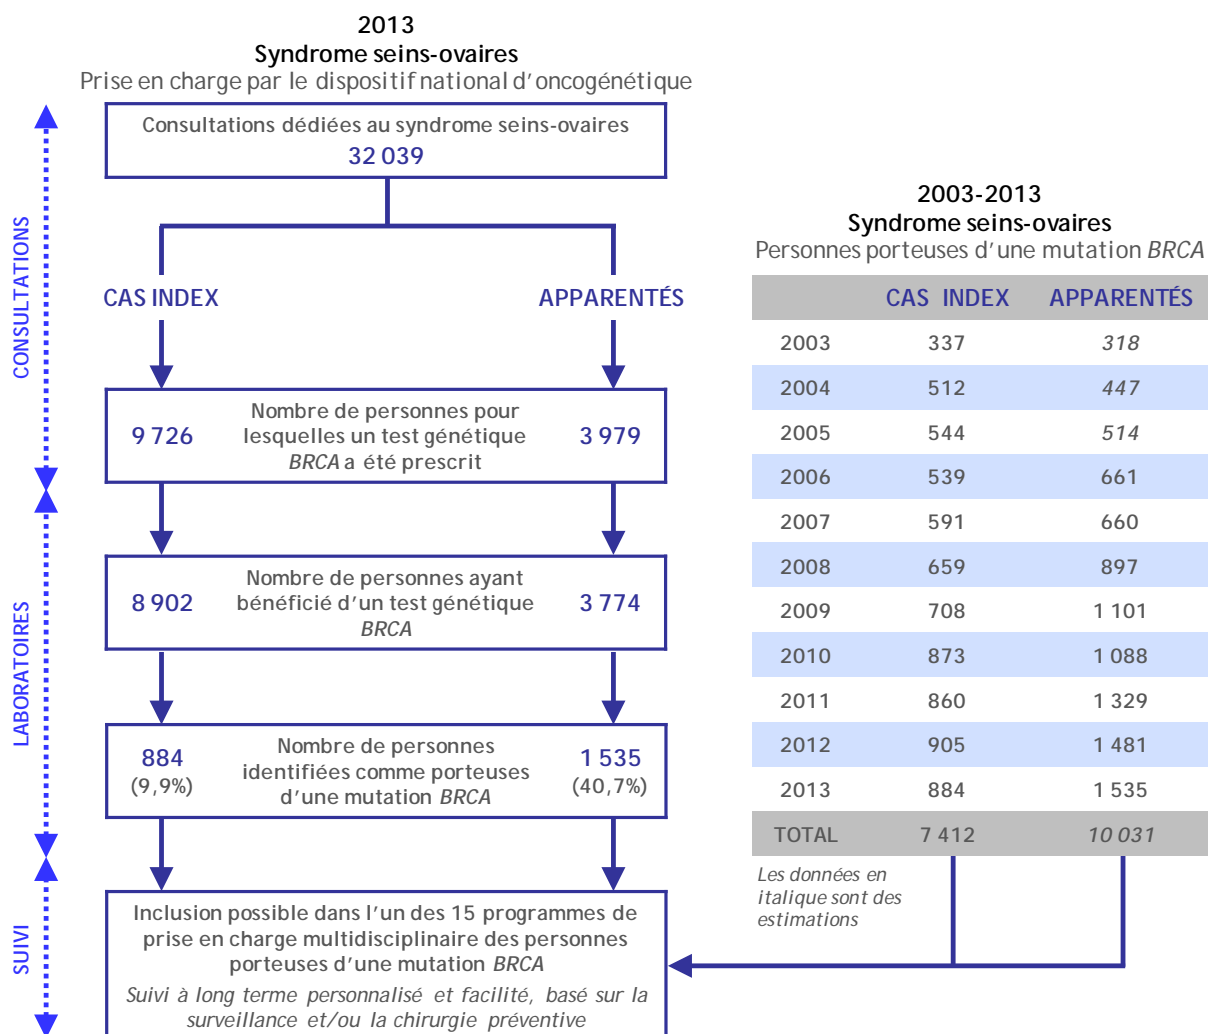 2013
Syndrome seins-ovaires
Prise en charge par le dispositif national d'oncogénétique
Consultations dédiées au syndrome seins-ovaires
32 039
CONSULTATIONS
CAS INDEX
APPARENTÉS
9 726
Nombre de personnes pour
lesquelles un test génétique
BRCA a été prescrit
3 979
LABORATOIRES
8 902
Nombre de personnes ayant
bénéficié d'un test génétique
BRCA
3 774
884
(9,9%)
Nombre de personnes
identifiées comme porteuses
d'une mutation BRCA
1 535
(40,7%)
SUIVI
Inclusion possible dans l'un des 15 programmes de
prise en charge multidisciplinaire des personnes
porteuses d'une mutation BRCA
Suivi à long terme personnalisé et facilité, basé sur la
surveillance et/ou la chirurgie préventive
2003-2013
Syndrome seins-ovaires
Personnes porteuses d'une mutation BRCA
CAS INDEX APPARENTÉS
2003 337 318
2004 512 447
2005 544 514
2006 539 661
2007 591 660
2008 659 897
2009 708 1 101
2010 873 1 088
2011 860 1 329
2012 905 1 481
2013 884 1 535
TOTAL 7 412 10 031
Les données en
italique sont des
estimations